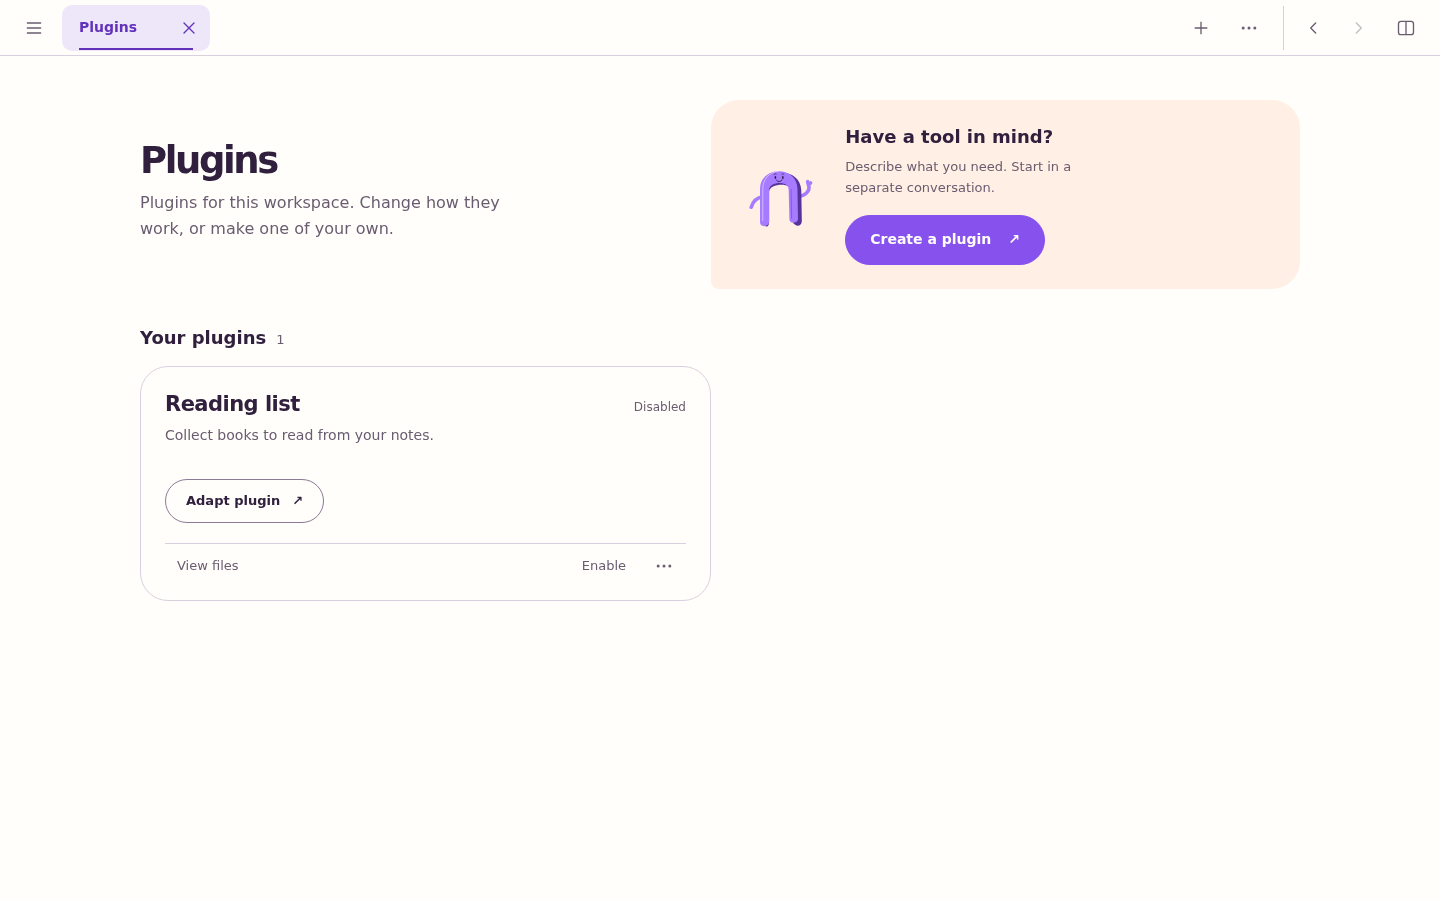 Plugins
Plugins
Plugins for this workspace. Change how they
work, or make one of your own.
Have a tool in mind?
Describe what you need. Start in a
separate conversation.
Create a plugin ↗
Your plugins 1
Reading list
Disabled
Collect books to read from your notes.
Adapt plugin ↗
View files
Enable